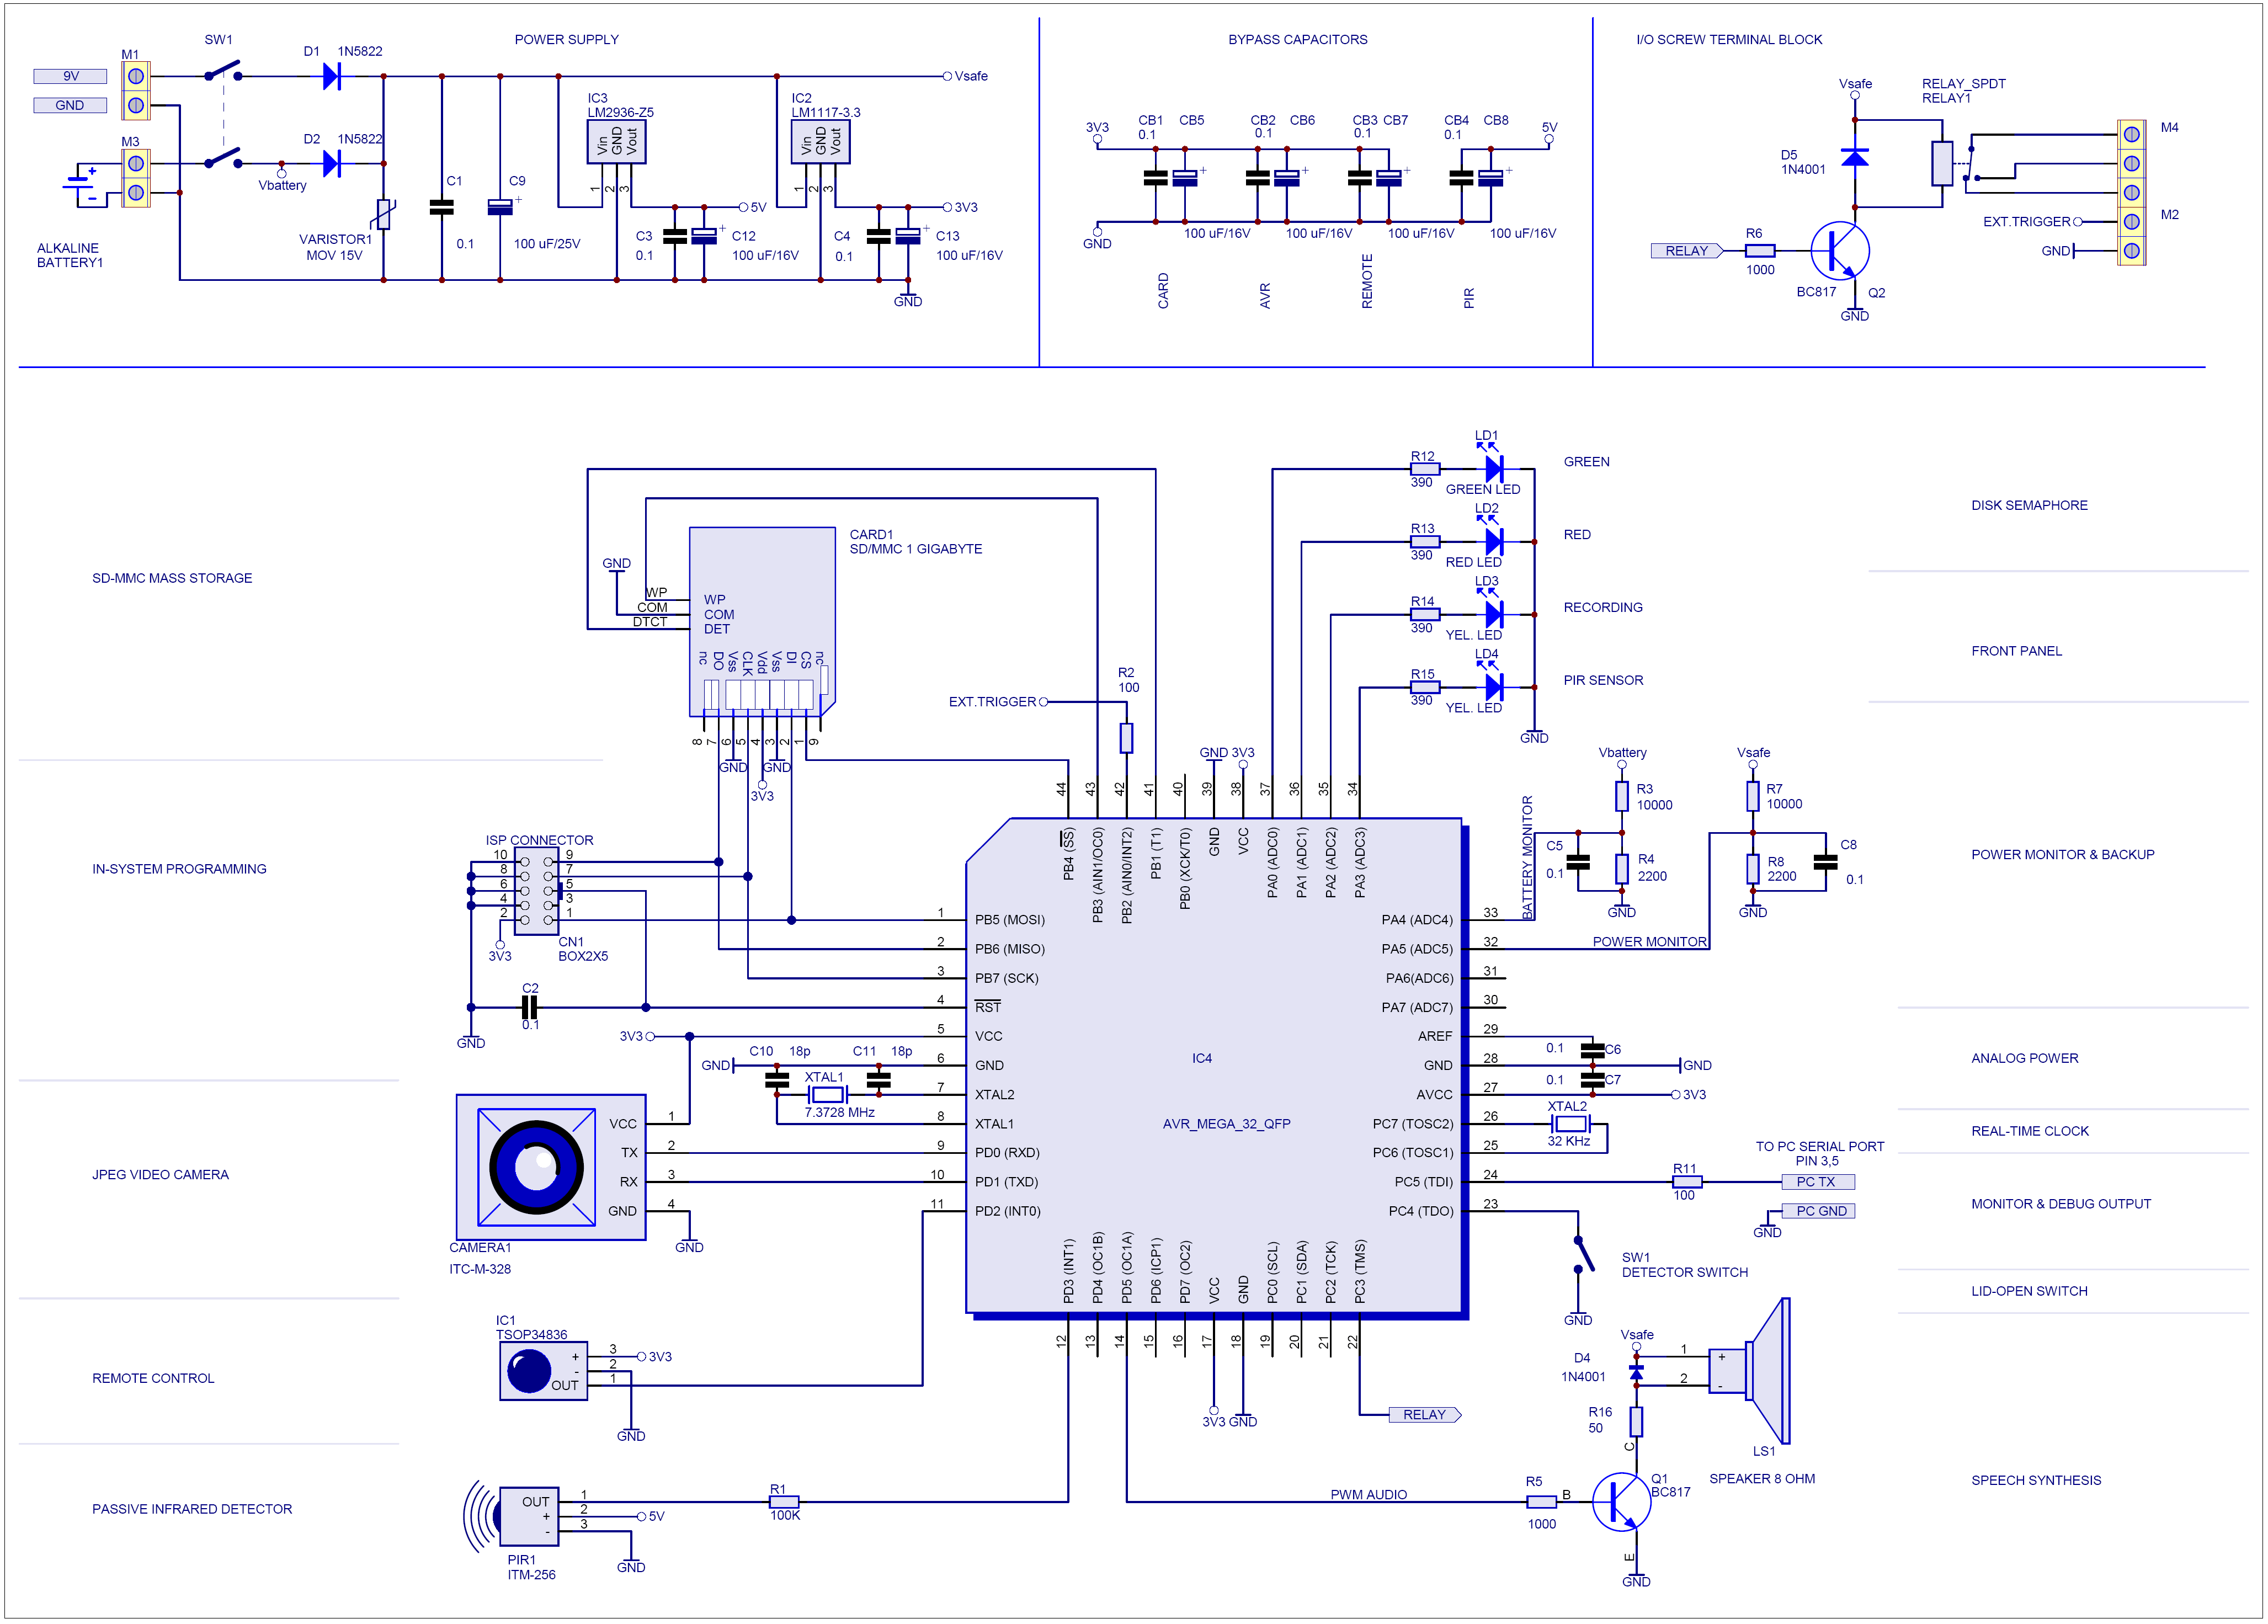 SW1
POWER SUPPLY
BYPASS CAPACITORS
I/O SCREW TERMINAL BLOCK
M1
D1 1N5822
9V
GND
Vsafe
M3
D2 1N5822
Vbattery
+
-
ALKALINE
BATTERY1
VARISTOR1
MOV 15V
C1
0.1
C9
+
100 uF/25V
IC3
LM2936-Z5
Vin
GND
Vout
1
2
3
5V
C3
0.1
C12
+
100 uF/16V
IC2
LM1117-3.3
Vin
GND
Vout
1
2
3
3V3
C4
0.1
C13
+
100 uF/16V
GND
3V3
CB1
0.1
CB5
+
100 uF/16V
CB2
0.1
CB6
+
100 uF/16V
CB3
0.1
CB7
+
100 uF/16V
CB4
0.1
CB8
+
100 uF/16V
5V
GND
CARD
AVR
REMOTE
PIR
Vsafe
RELAY_SPDT
RELAY1
D5
1N4001
M4
M2
EXT.TRIGGER
GND
RELAY
R6
1000
BC817
Q2
GND
SD-MMC MASS STORAGE
GND
CARD1
SD/MMC 1 GIGABYTE
WP
COM
DTCT
WP
COM
DET
nc
DO
Vss
CLK
Vdd
Vss
DI
CS
nc
8
7
6
5
4
3
2
1
9
GND
GND
3V3
EXT.TRIGGER
R2
100
R12
390
LD1
GREEN LED
GREEN
R13
390
LD2
RED LED
RED
R14
390
LD3
YEL. LED
RECORDING
R15
390
LD4
YEL. LED
PIR SENSOR
GND
DISK SEMAPHORE
FRONT PANEL
IN-SYSTEM PROGRAMMING
ISP CONNECTOR
10
8
6
4
2
9
7
5
3
1
3V3
CN1
BOX2X5
C2
0.1
GND
GND 3V3
44
43
42
41
40
39
38
37
36
35
34
PB4 (SS)
PB3 (AIN1/OC0)
PB2 (AIN0/INT2)
PB1 (T1)
PB0 (XCK/T0)
GND
VCC
PA0 (ADC0)
PA1 (ADC1)
PA2 (ADC2)
PA3 (ADC3)
1 PB5 (MOSI)
2 PB6 (MISO)
3 PB7 (SCK)
4 RST
5 VCC
6 GND
7 XTAL2
8 XTAL1
9 PD0 (RXD)
10 PD1 (TXD)
11 PD2 (INT0)
IC4
AVR_MEGA_32_QFP
PA4 (ADC4) 33
PA5 (ADC5) 32
PA6(ADC6) 31
PA7 (ADC7) 30
AREF 29
GND 28
AVCC 27
PC7 (TOSC2) 26
PC6 (TOSC1) 25
PC5 (TDI) 24
PC4 (TDO) 23
PD3 (INT1)
PD4 (OC1B)
PD5 (OC1A)
PD6 (ICP1)
PD7 (OC2)
VCC
GND
PC0 (SCL)
PC1 (SDA)
PC2 (TCK)
PC3 (TMS)
12
13
14
15
16
17
18
19
20
21
22
3V3 GND
RELAY
3V3
GND
C10 18p
C11 18p
XTAL1
7.3728 MHz
BATTERY MONITOR
Vbattery
R3
10000
C5
0.1
R4
2200
GND
Vsafe
R7
10000
R8
2200
C8
0.1
GND
POWER MONITOR
POWER MONITOR & BACKUP
0.1
C6
GND
0.1
C7
3V3
ANALOG POWER
XTAL2
32 KHz
REAL-TIME CLOCK
TO PC SERIAL PORT
PIN 3,5
R11
100
PC TX
PC GND
GND
MONITOR & DEBUG OUTPUT
SW1
DETECTOR SWITCH
GND
LID-OPEN SWITCH
JPEG VIDEO CAMERA
VCC 1
TX 2
RX 3
GND 4
CAMERA1
ITC-M-328
GND
REMOTE CONTROL
IC1
TSOP34836
+ 3
- 2
OUT 1
3V3
GND
PASSIVE INFRARED DETECTOR
OUT 1
+ 2
- 3
5V
GND
PIR1
ITM-256
R1
100K
PWM AUDIO
R5
1000
B
Vsafe
D4
1N4001
1
2
+
-
R16
50
C
Q1
BC817
E
GND
LS1
SPEAKER 8 OHM
SPEECH SYNTHESIS